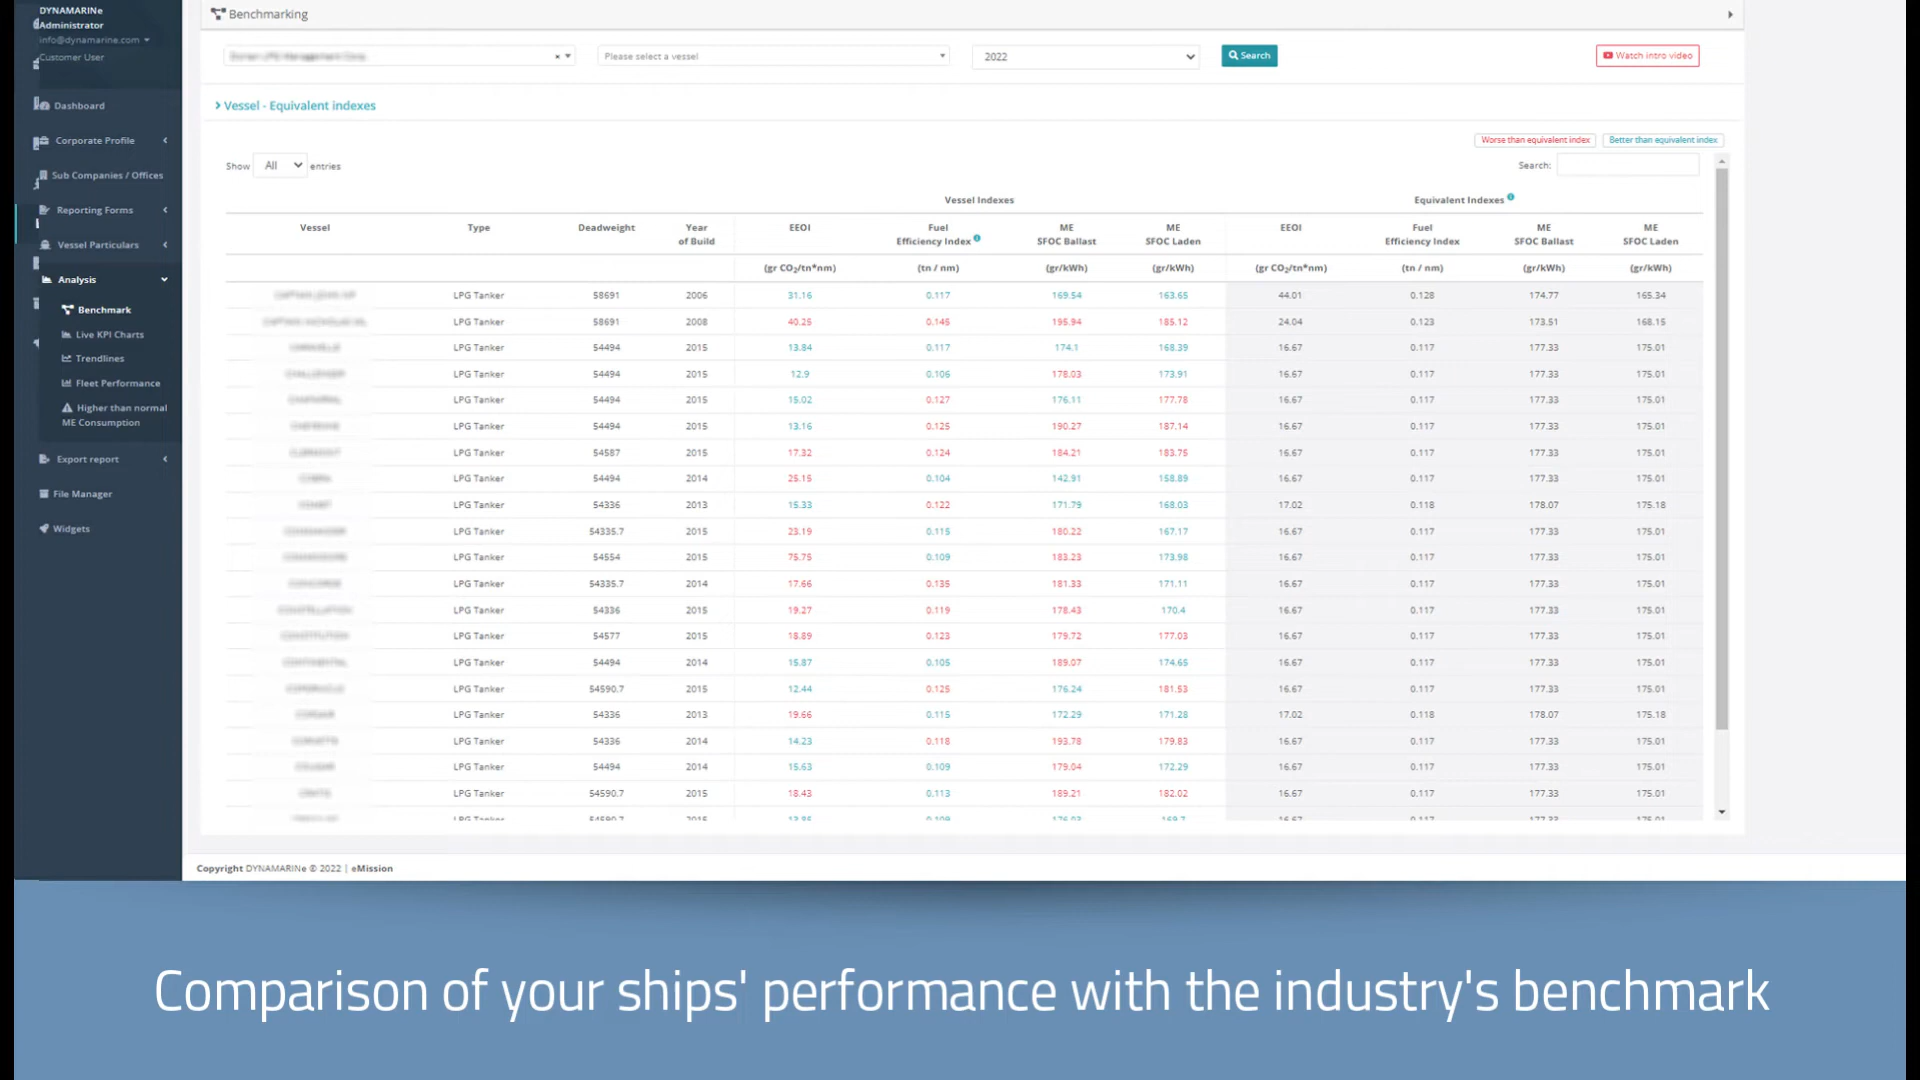 DYNAMARINe
Administrator
info@dynamarine.com
Customer User
Dashboard
Corporate Profile
Sub Companies / Offices
Reporting Forms
Vessel Particulars
Analysis
Benchmark
Live KPI Charts
Trendlines
Fleet Performance
Higher than normal
ME Consumption
Export report
File Manager
Widgets
Benchmarking
Please select a vessel
2022
Search
Watch intro video
Vessel - Equivalent indexes
Worse than equivalent index Better than equivalent index
Show All entries
Search:
Vessel Indexes Equivalent Indexes
Vessel Type Deadweight Year of Build EEOI Fuel Efficiency Index ME SFOC Ballast ME SFOC Laden EEOI Fuel Efficiency Index ME SFOC Ballast ME SFOC Laden
(gr CO2/tn*nm) (tn / nm) (gr/kWh) (gr/kWh) (gr CO2/tn*nm) (tn / nm) (gr/kWh) (gr/kWh)
LPG Tanker 58691 2006 31.16 0.117 169.54 163.65 44.01 0.128 174.77 165.34
LPG Tanker 58691 2008 40.25 0.145 195.94 185.12 24.04 0.123 173.51 168.15
LPG Tanker 54494 2015 13.84 0.117 174.1 168.39 16.67 0.117 177.33 175.01
LPG Tanker 54494 2015 12.9 0.106 178.03 173.91 16.67 0.117 177.33 175.01
LPG Tanker 54494 2015 15.02 0.127 176.11 177.78 16.67 0.117 177.33 175.01
LPG Tanker 54494 2015 13.16 0.125 190.27 187.14 16.67 0.117 177.33 175.01
LPG Tanker 54587 2015 17.32 0.124 184.21 183.75 16.67 0.117 177.33 175.01
LPG Tanker 54494 2014 25.15 0.104 142.91 158.89 16.67 0.117 177.33 175.01
LPG Tanker 54336 2013 15.33 0.122 171.79 168.03 17.02 0.118 178.07 175.18
LPG Tanker 54335.7 2015 23.19 0.115 180.22 167.17 16.67 0.117 177.33 175.01
LPG Tanker 54554 2015 75.75 0.109 183.23 173.98 16.67 0.117 177.33 175.01
LPG Tanker 54335.7 2014 17.66 0.135 181.33 171.11 16.67 0.117 177.33 175.01
LPG Tanker 54336 2015 19.27 0.119 178.43 170.4 16.67 0.117 177.33 175.01
LPG Tanker 54577 2015 18.89 0.123 179.72 177.03 16.67 0.117 177.33 175.01
LPG Tanker 54494 2014 15.87 0.105 189.07 174.65 16.67 0.117 177.33 175.01
LPG Tanker 54590.7 2015 12.44 0.125 176.24 181.53 16.67 0.117 177.33 175.01
LPG Tanker 54336 2013 19.66 0.115 172.29 171.28 17.02 0.118 178.07 175.18
LPG Tanker 54336 2014 14.23 0.118 193.78 179.83 16.67 0.117 177.33 175.01
LPG Tanker 54494 2014 15.63 0.109 179.04 172.29 16.67 0.117 177.33 175.01
LPG Tanker 54590.7 2015 18.43 0.113 189.21 182.02 16.67 0.117 177.33 175.01
LPG Tanker 54590.7 2015 13.85 0.109 176.03 169.7 16.67 0.117 177.33 175.01
Copyright DYNAMARINe © 2022 | eMission
Comparison of your ships' performance with the industry's benchmark